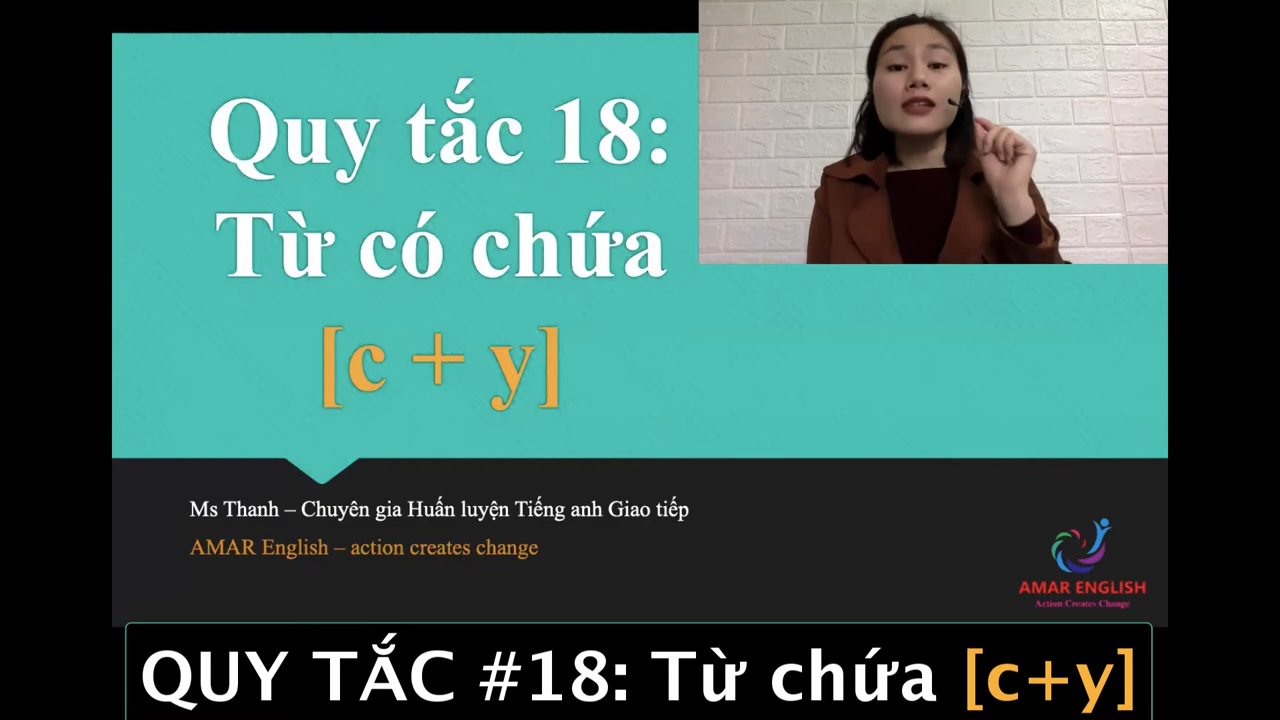 Quy tắc 18:
Từ có chứa
[c + y]
Ms Thanh – Chuyên gia Huấn luyện Tiếng anh Giao tiếp
AMAR English – action creates change
AMAR ENGLISH
Action Creates Change
QUY TẮC #18: Từ chứa [c+y]